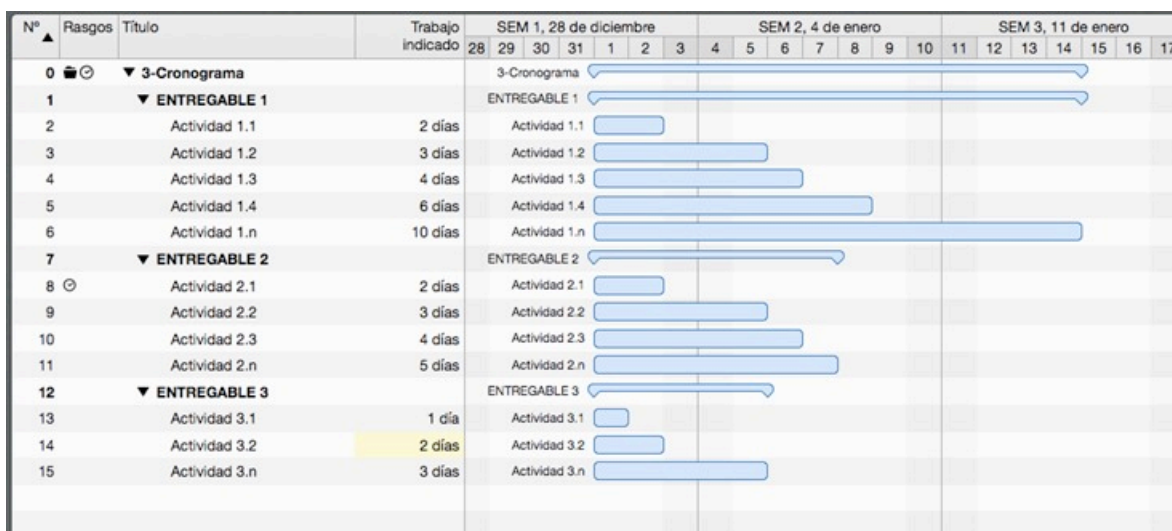 Nº Rasgos Título Trabajo indicado SEM 1, 28 de diciembre SEM 2, 4 de enero SEM 3, 11 de enero
28 29 30 31 1 2 3 4 5 6 7 8 9 10 11 12 13 14 15 16 17
0 ▼ 3-Cronograma 3-Cronograma
1 ▼ ENTREGABLE 1 ENTREGABLE 1
2 Actividad 1.1 2 días Actividad 1.1
3 Actividad 1.2 3 días Actividad 1.2
4 Actividad 1.3 4 días Actividad 1.3
5 Actividad 1.4 6 días Actividad 1.4
6 Actividad 1.n 10 días Actividad 1.n
7 ▼ ENTREGABLE 2 ENTREGABLE 2
8 Actividad 2.1 2 días Actividad 2.1
9 Actividad 2.2 3 días Actividad 2.2
10 Actividad 2.3 4 días Actividad 2.3
11 Actividad 2.n 5 días Actividad 2.n
12 ▼ ENTREGABLE 3 ENTREGABLE 3
13 Actividad 3.1 1 día Actividad 3.1
14 Actividad 3.2 2 días Actividad 3.2
15 Actividad 3.n 3 días Actividad 3.n